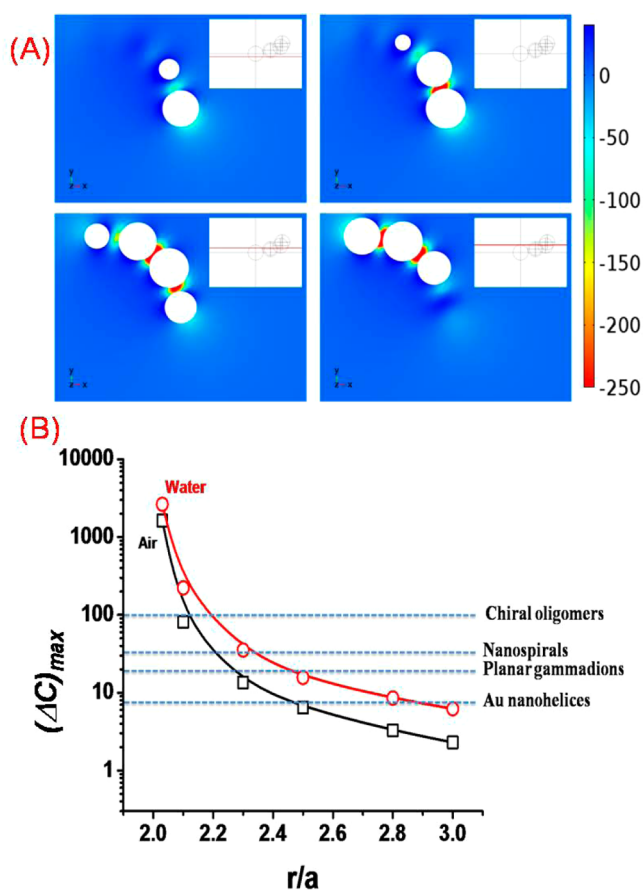 (A)
0
-50
-100
-150
-200
-250
y
z x
y
z x
y
z x
y
z x
(B)
10000
1000
100
10
1
(ΔC)max
Water
Air
Chiral oligomers
Nanospirals
Planar gammadions
Au nanohelices
2.0 2.2 2.4 2.6 2.8 3.0
r/a